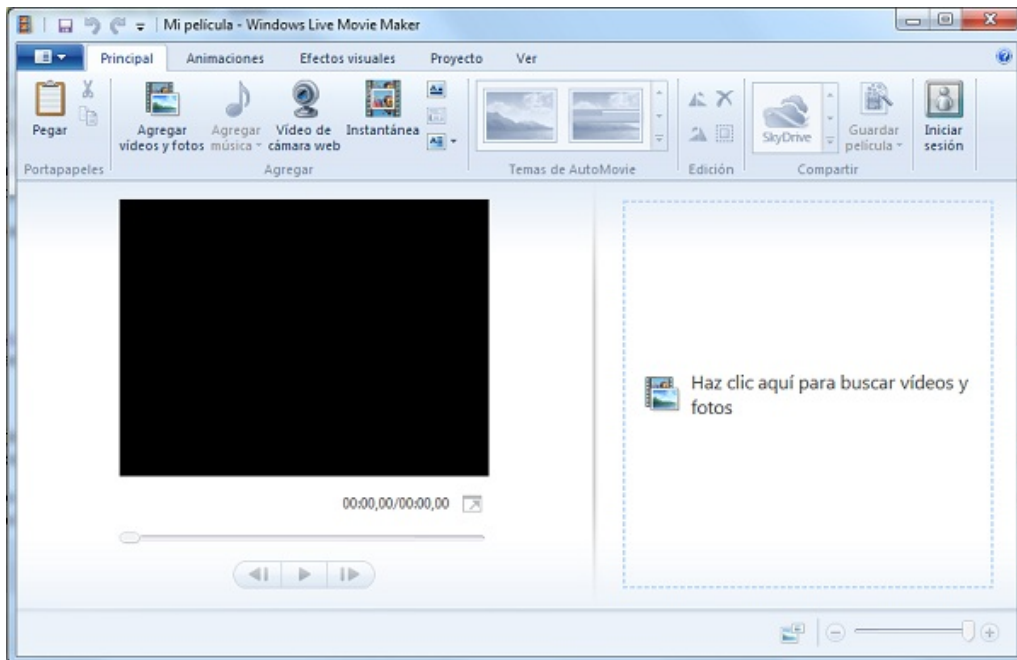 Mi película - Windows Live Movie Maker
Principal Animaciones Efectos visuales Proyecto Ver
Pegar
Agregar vídeos y fotos
Agregar música
Vídeo de cámara web
Instantánea
SkyDrive
Guardar película
Iniciar sesión
Portapapeles Agregar Temas de AutoMovie Edición Compartir
Haz clic aquí para buscar vídeos y
fotos
00:00,00/00:00,00